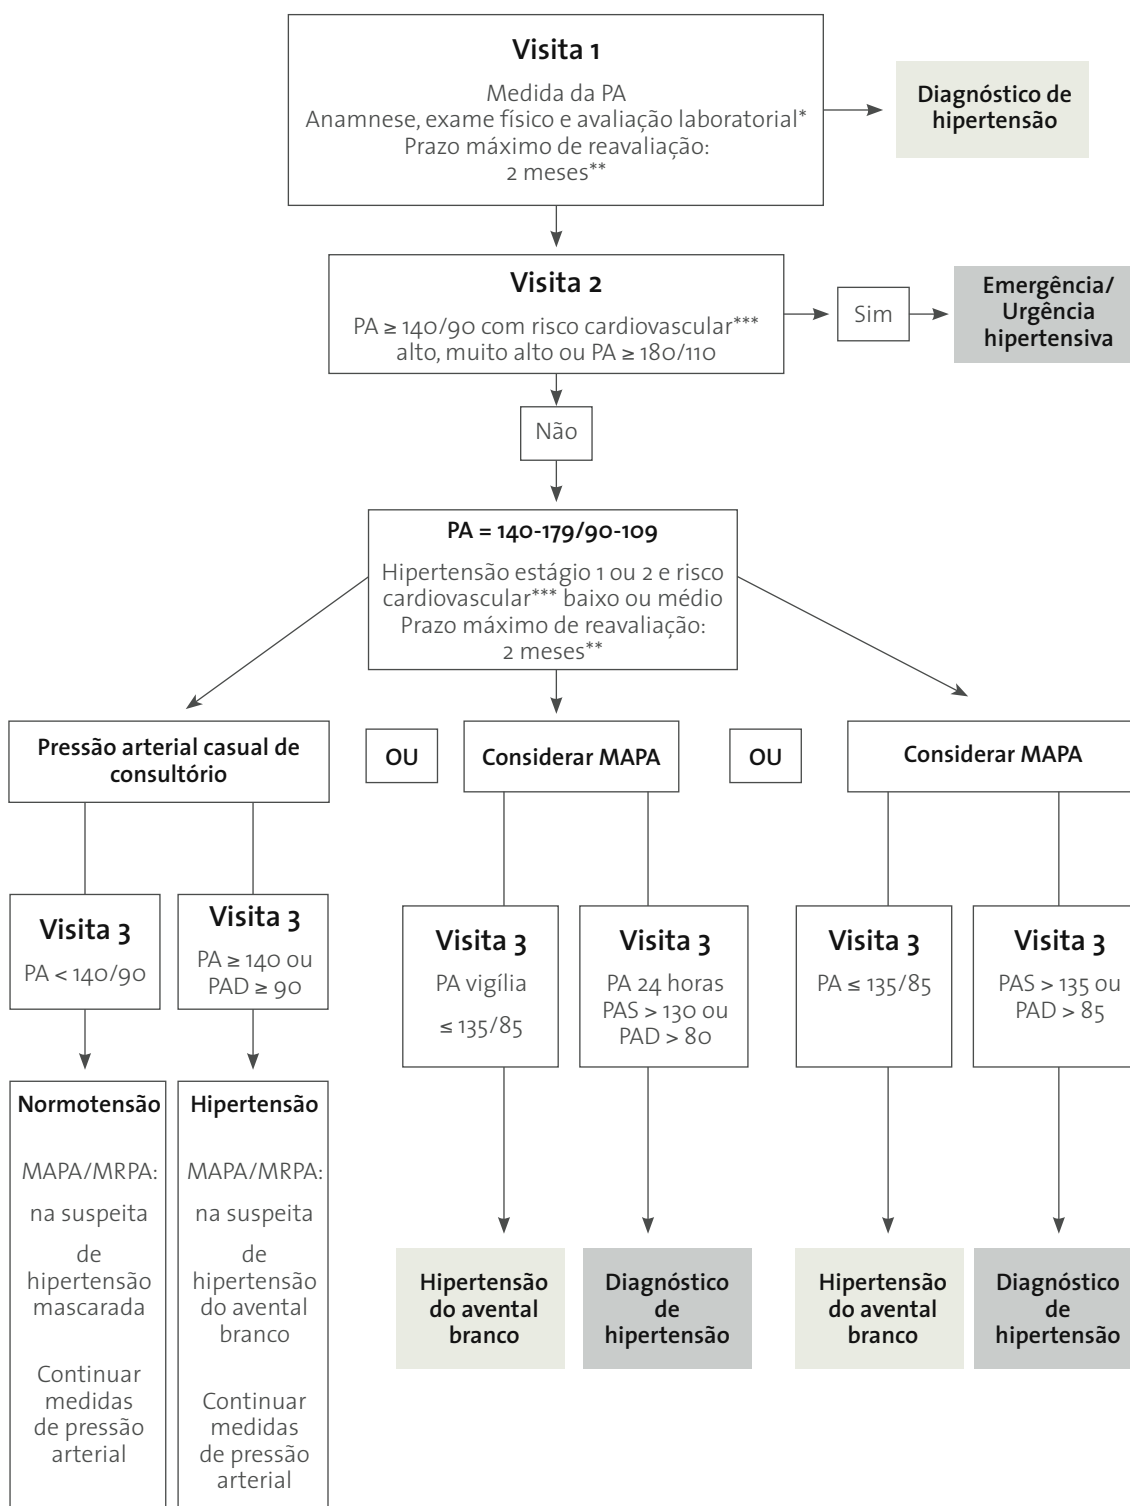 Visita 1
Medida da PA
Anamnese, exame físico e avaliação laboratorial*
Prazo máximo de reavaliação:
2 meses**
Diagnóstico de
hipertensão
Visita 2
PA ≥ 140/90 com risco cardiovascular***
alto, muito alto ou PA ≥ 180/110
Sim
Emergência/
Urgência
hipertensiva
Não
PA = 140-179/90-109
Hipertensão estágio 1 ou 2 e risco
cardiovascular*** baixo ou médio
Prazo máximo de reavaliação:
2 meses**
Pressão arterial casual de
consultório
OU
Considerar MAPA
OU
Considerar MAPA
Visita 3
PA < 140/90
Visita 3
PA ≥ 140 ou
PAD ≥ 90
Visita 3
PA vigília
≤ 135/85
Visita 3
PA 24 horas
PAS > 130 ou
PAD > 80
Visita 3
PA ≤ 135/85
Visita 3
PAS > 135 ou
PAD > 85
Normotensão
MAPA/MRPA:
na suspeita
de
hipertensão
mascarada
Continuar
medidas
de pressão
arterial
Hipertensão
MAPA/MRPA:
na suspeita
de
hipertensão
do avental
branco
Continuar
medidas
de pressão
arterial
Hipertensão
do avental
branco
Diagnóstico
de
hipertensão
Hipertensão
do avental
branco
Diagnóstico
de
hipertensão